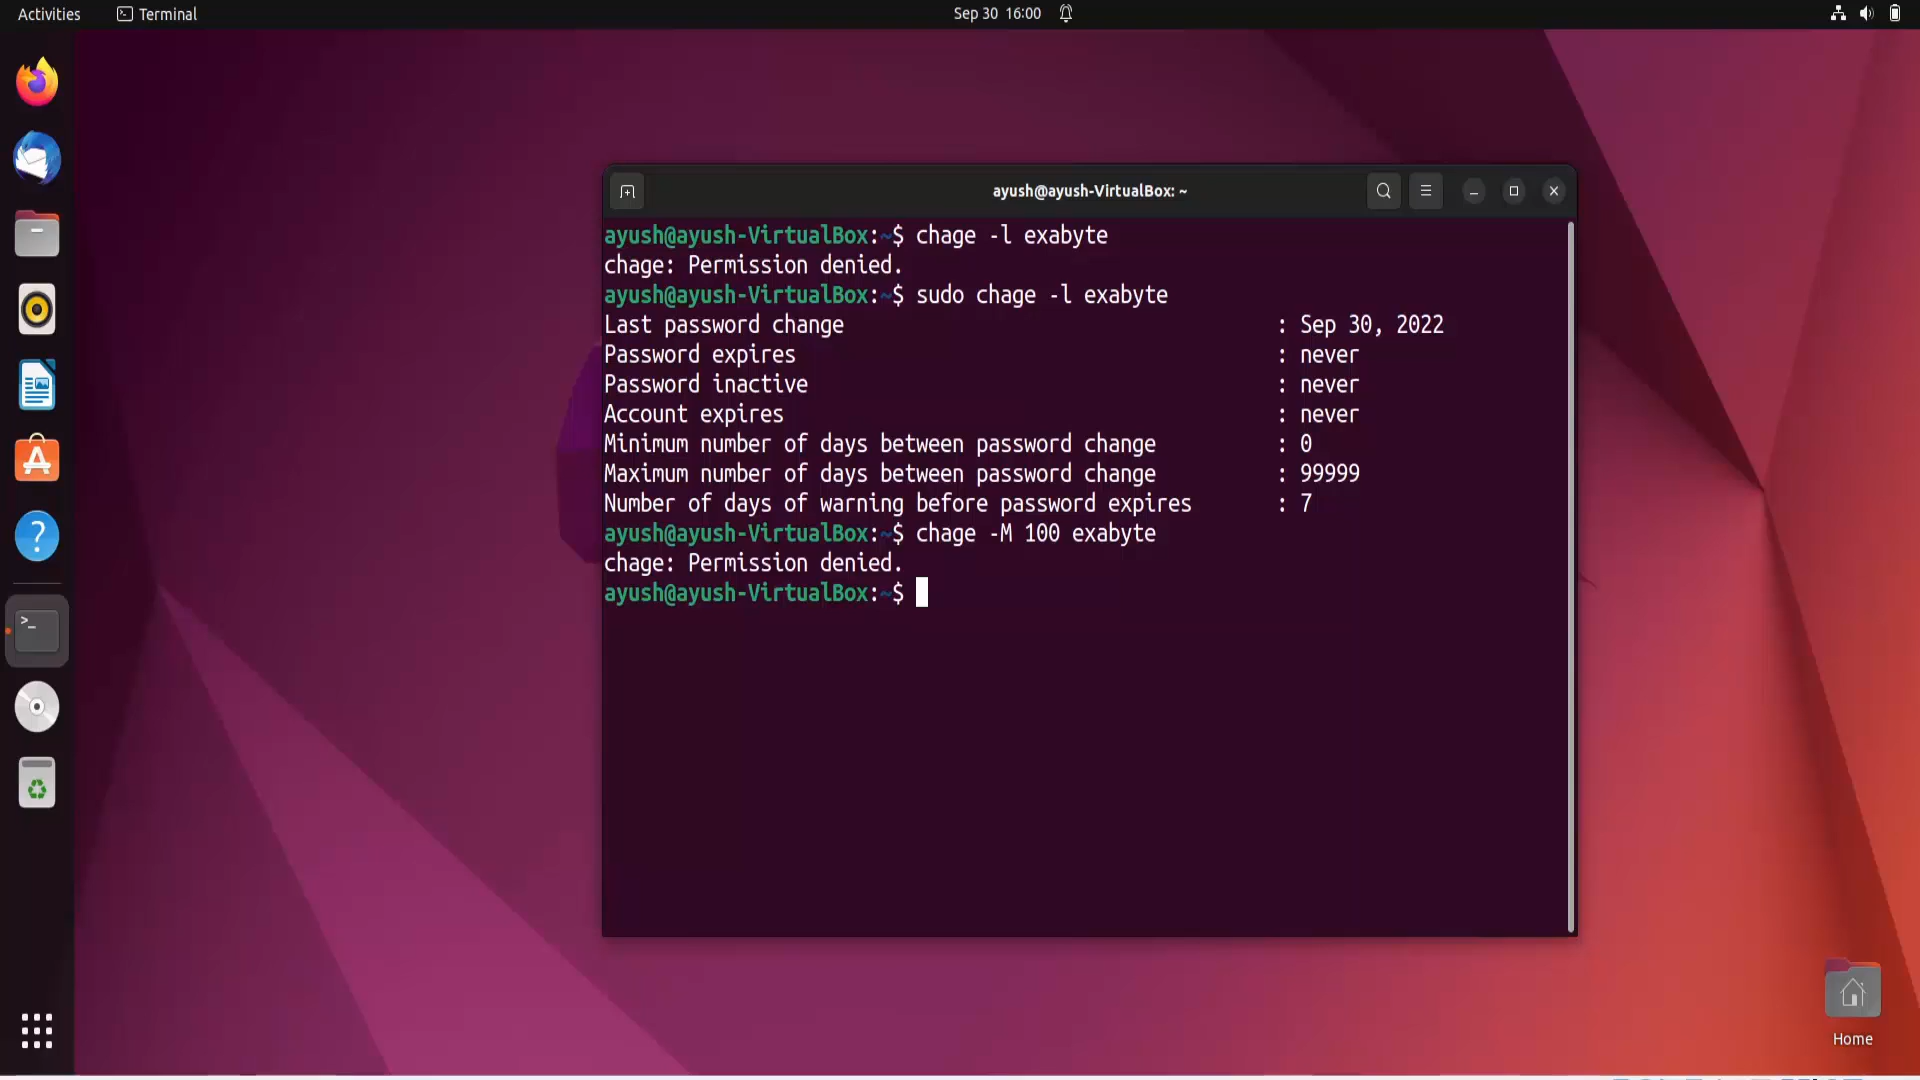 Activities Terminal Sep 30 16:00
ayush@ayush-VirtualBox: ~
ayush@ayush-VirtualBox:~$ chage -l exabyte
chage: Permission denied.
ayush@ayush-VirtualBox:~$ sudo chage -l exabyte
Last password change : Sep 30, 2022
Password expires : never
Password inactive : never
Account expires : never
Minimum number of days between password change : 0
Maximum number of days between password change : 99999
Number of days of warning before password expires : 7
ayush@ayush-VirtualBox:~$ chage -M 100 exabyte
chage: Permission denied.
ayush@ayush-VirtualBox:~$
Home